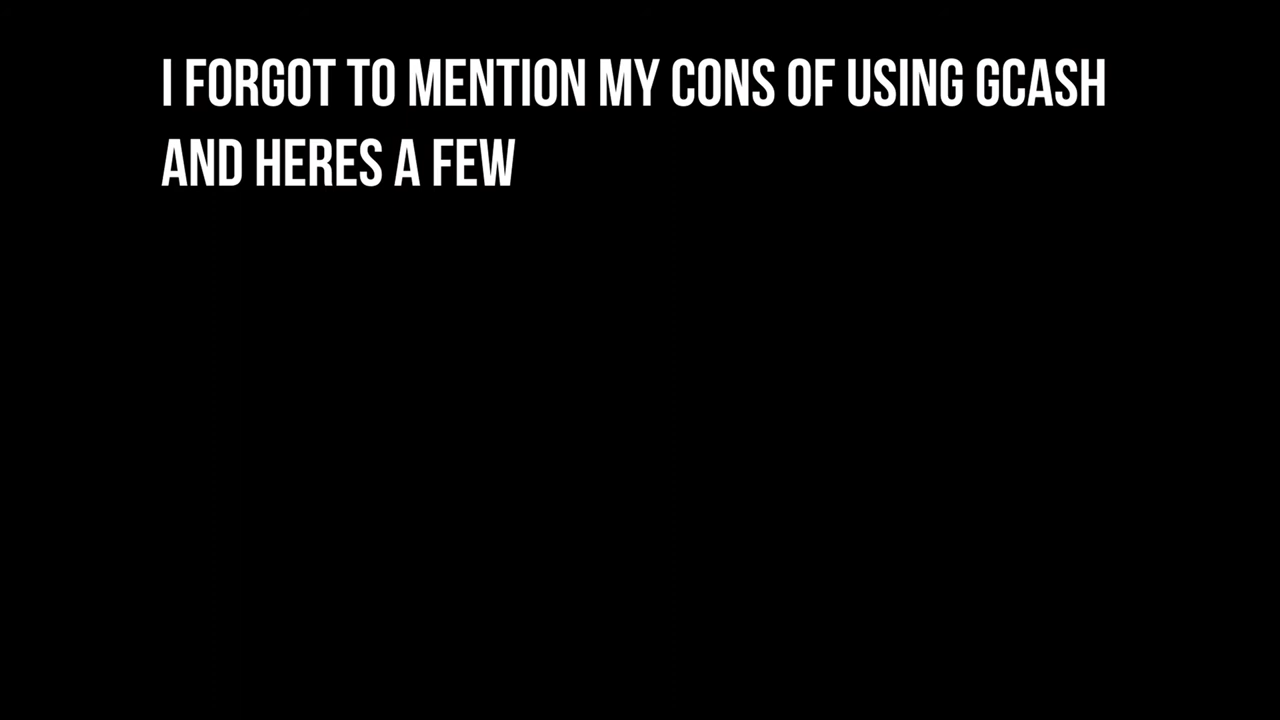 I FORGOT TO MENTION MY CONS OF USING GCASH
AND HERES A FEW